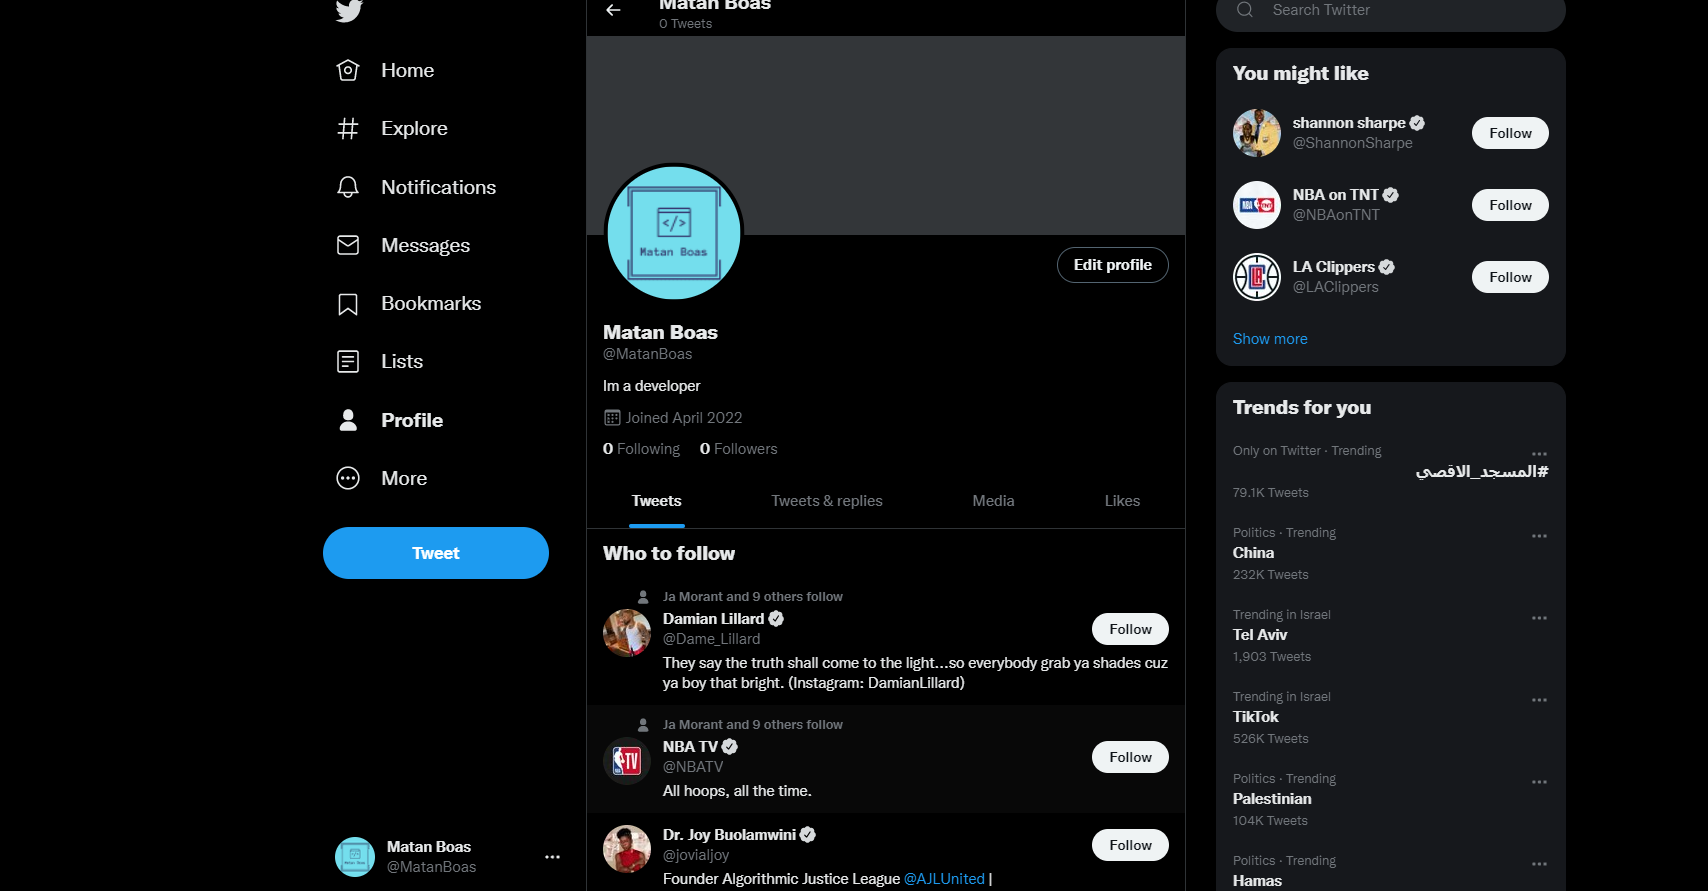 Home
Explore
Notifications
Messages
Bookmarks
Lists
Profile
More
Tweet
Matan Boas
@MatanBoas
Matan Boas
0 Tweets
</>
Matan Boas
Edit profile
Matan Boas
@MatanBoas
Im a developer
Joined April 2022
0 Following 0 Followers
Tweets Tweets & replies Media Likes
Who to follow
Ja Morant and 9 others follow
Damian Lillard
@Dame_Lillard
Follow
They say the truth shall come to the light...so everybody grab ya shades cuz
ya boy that bright. (Instagram: DamianLillard)
Ja Morant and 9 others follow
NBA TV
@NBATV
Follow
All hoops, all the time.
Dr. Joy Buolamwini
@jovialjoy
Follow
Founder Algorithmic Justice League @AJLUnited |
Search Twitter
You might like
shannon sharpe
@ShannonSharpe
Follow
NBA on TNT
@NBAonTNT
Follow
LA Clippers
@LAClippers
Follow
Show more
Trends for you
Only on Twitter · Trending
#المسجد_الاقصي
79.1K Tweets
Politics · Trending
China
232K Tweets
Trending in Israel
Tel Aviv
1,903 Tweets
Trending in Israel
TikTok
526K Tweets
Politics · Trending
Palestinian
104K Tweets
Politics · Trending
Hamas